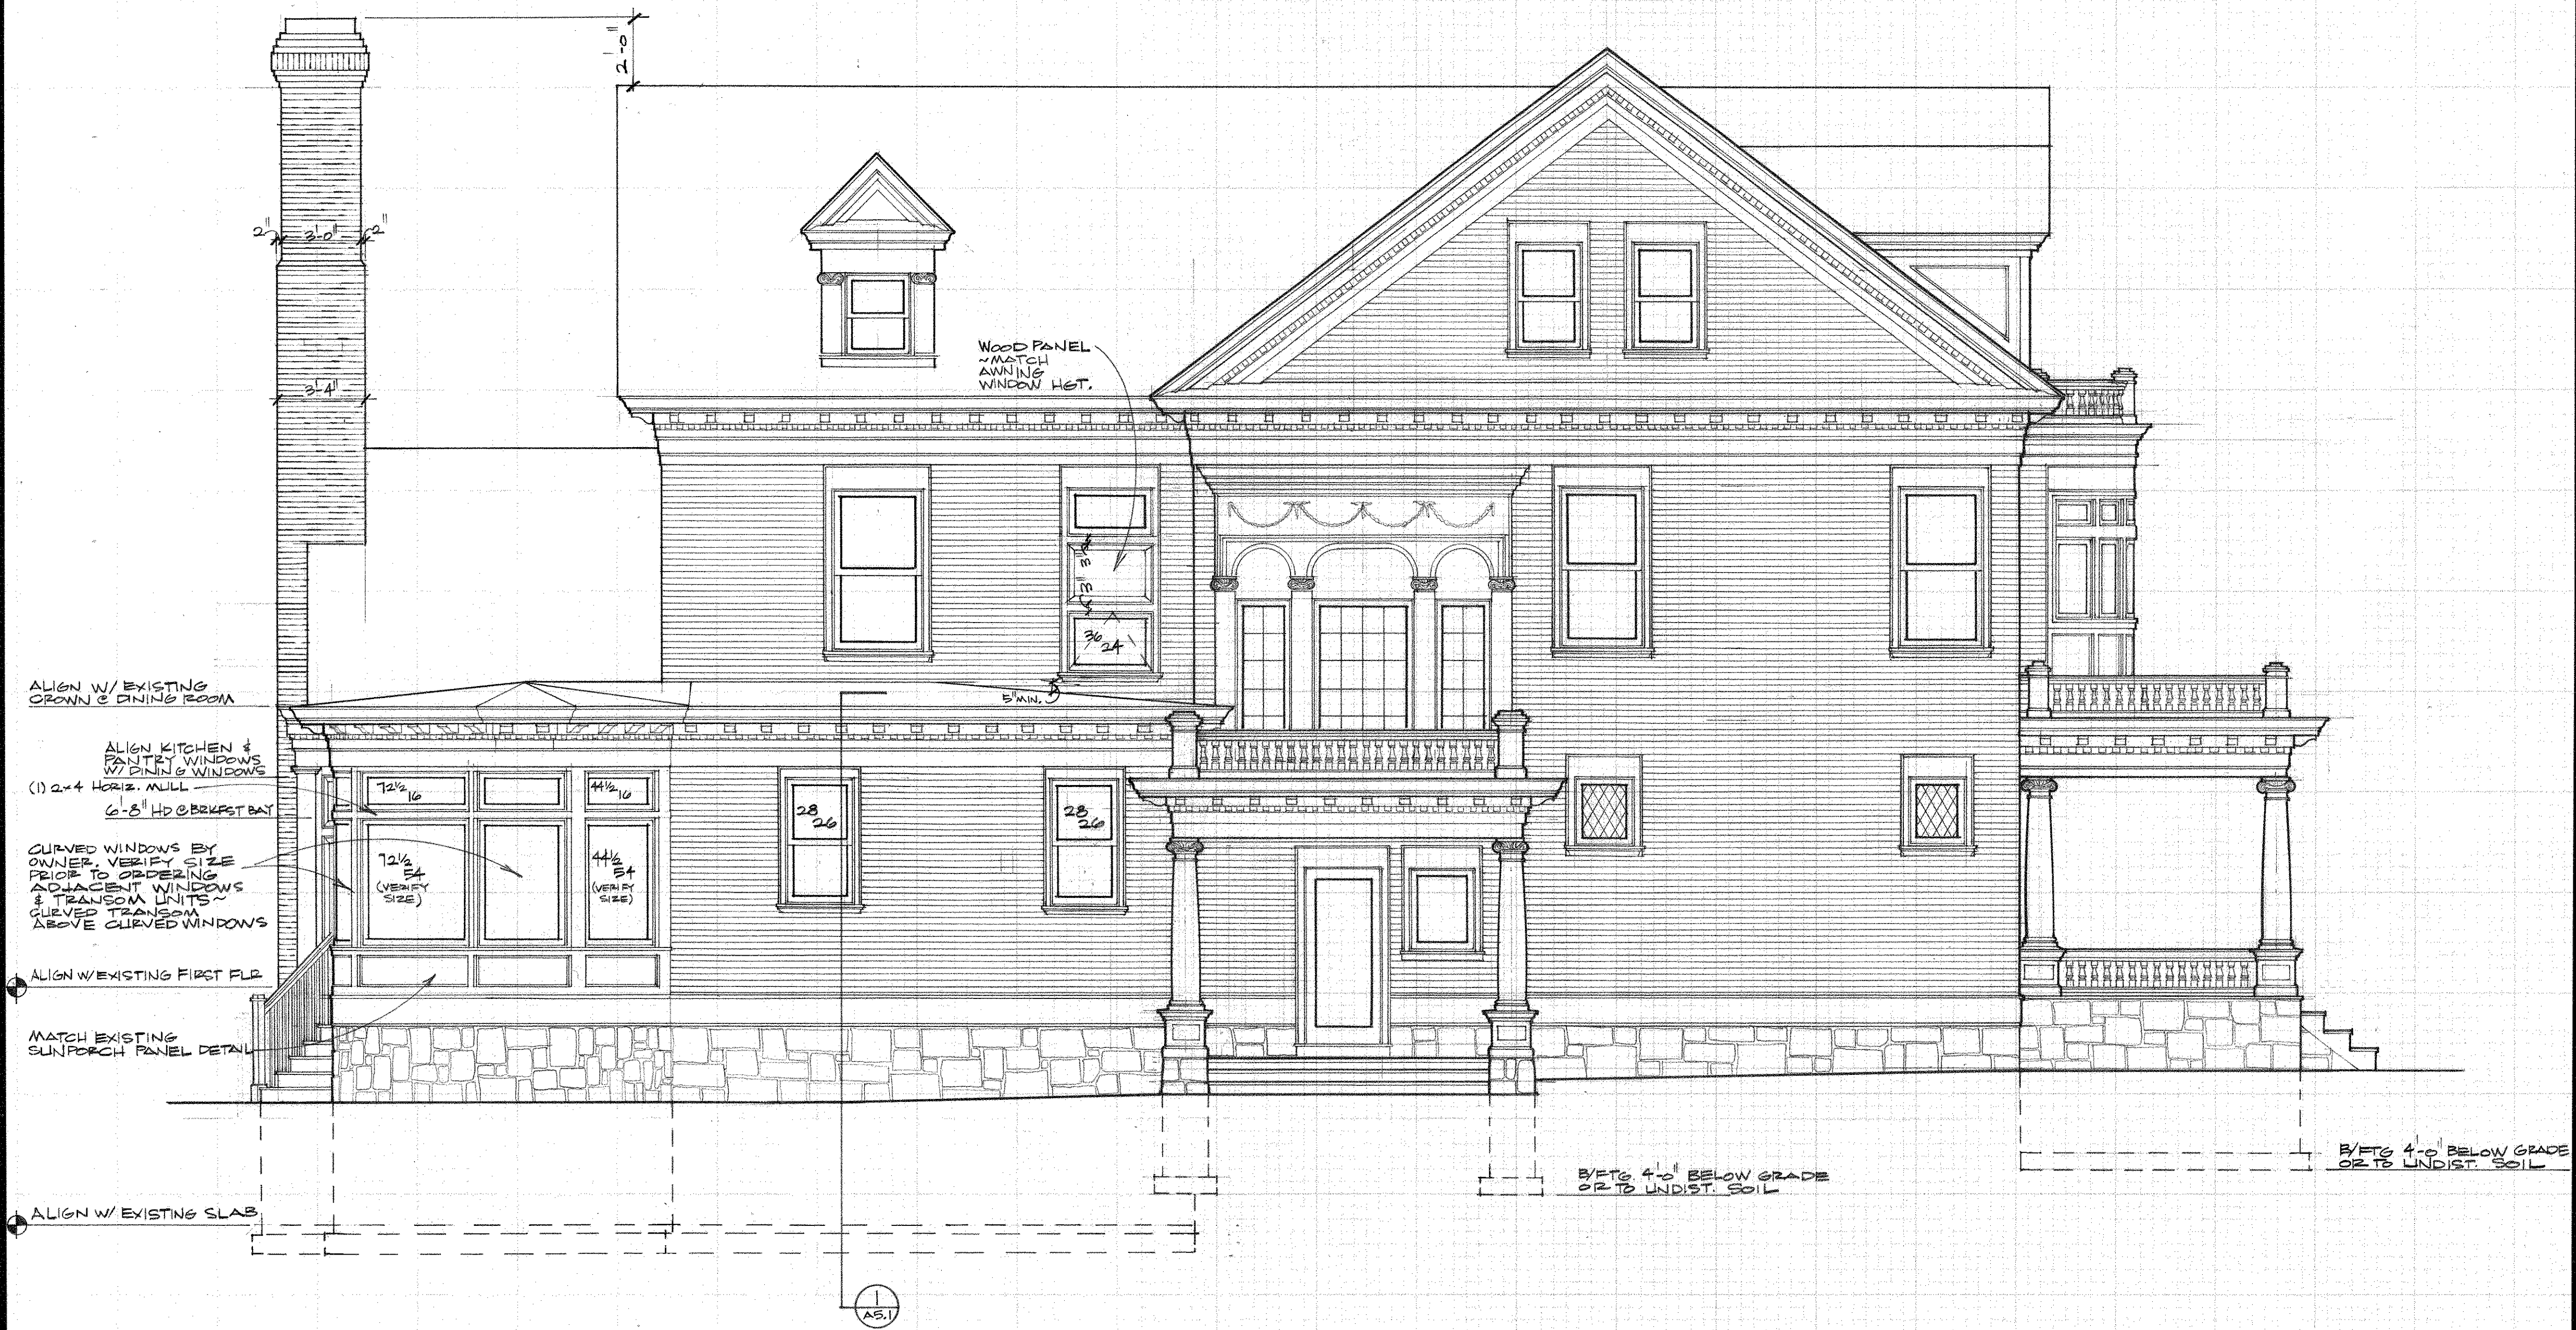 2'-0"
2"
3'-0"
2"
3'-4"
WOOD PANEL
~MATCH
AWNING
WINDOW HGT.
3"
3"
36
24
5" MIN.
ALIGN W/ EXISTING
CROWN @ DINING ROOM
ALIGN KITCHEN &
PANTRY WINDOWS
W/ DINING WINDOWS
(1) 2x4 HORIZ. MULL
6'-8" HD @ BRKFST BAY
CURVED WINDOWS BY
OWNER. VERIFY SIZE
PRIOR TO ORDERING
ADJACENT WINDOWS
& TRANSOM UNITS~
CURVED TRANSOM
ABOVE CURVED WINDOWS
72½
16
44½
16
72½
54
(VERIFY
SIZE)
44½
54
(VERIFY
SIZE)
28
26
28
26
ALIGN W/ EXISTING FIRST FLR
MATCH EXISTING
SUNPORCH PANEL DETAIL
B/FTG 4'-0" BELOW GRADE
OR TO UNDIST. SOIL
B/FTG 4'-0" BELOW GRADE
OR TO UNDIST. SOIL
ALIGN W/ EXISTING SLAB
1
A5.1